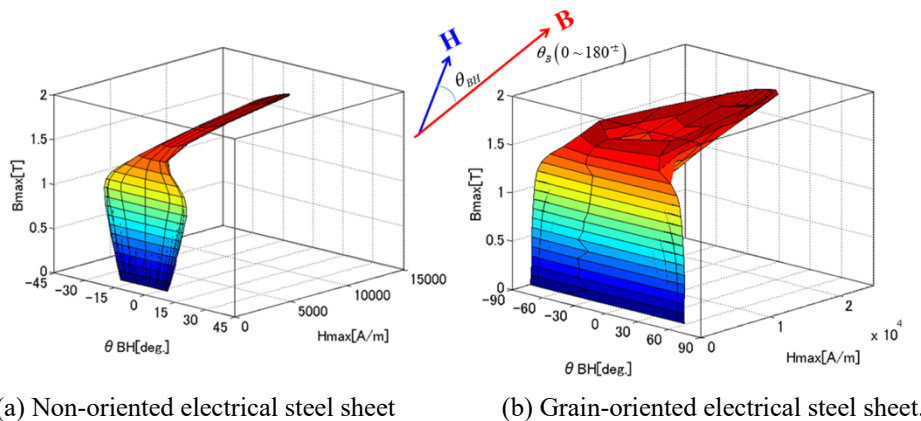 H
B
θ_B(0~180°±)
θ_BH
2
1.5
1
0.5
0
Bmax[T]
-45
-30
-15
0
15
30
45
θ BH[deg.]
0
5000
10000
15000
Hmax[A/m]
2
1.5
1
0.5
0
Bmax[T]
-90
-60
-30
0
30
60
90
θ BH[deg.]
0
1
2
x 10⁴
Hmax[A/m]
(a) Non-oriented electrical steel sheet
(b) Grain-oriented electrical steel sheet.